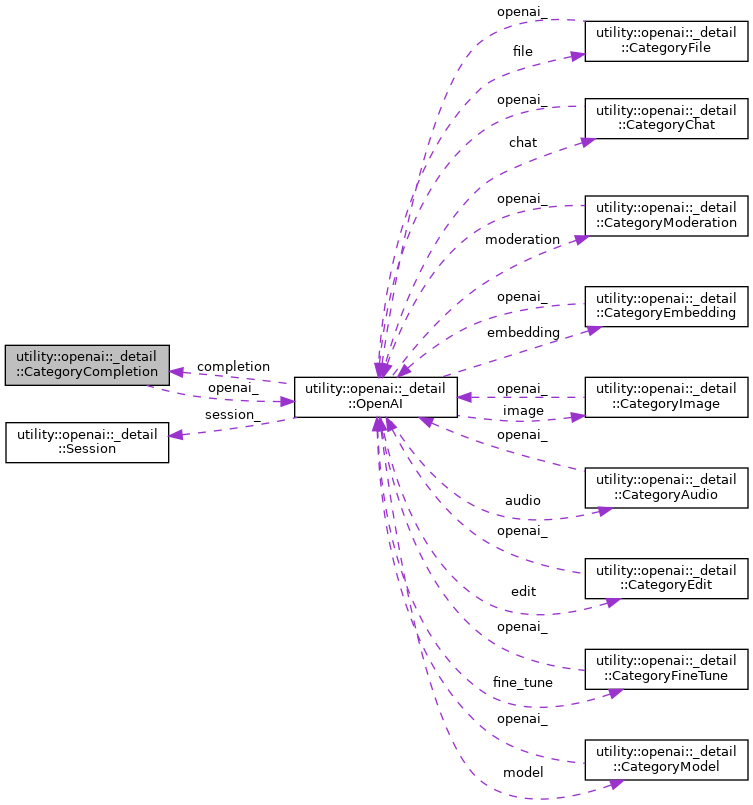 openai_
utility::openai::_detail
::CategoryFile
file
openai_
utility::openai::_detail
::CategoryChat
chat
openai_
utility::openai::_detail
::CategoryModeration
moderation
openai_
utility::openai::_detail
::CategoryEmbedding
embedding
utility::openai::_detail
::CategoryCompletion
completion
openai_
utility::openai::_detail
::OpenAI
openai_
image
utility::openai::_detail
::CategoryImage
session_
utility::openai::_detail
::Session
openai_
utility::openai::_detail
::CategoryAudio
audio
openai_
utility::openai::_detail
::CategoryEdit
edit
openai_
utility::openai::_detail
::CategoryFineTune
fine_tune
openai_
utility::openai::_detail
::CategoryModel
model